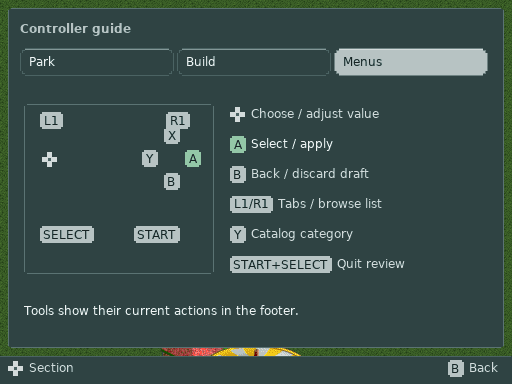 Controller guide
Park
Build
Menus
L1
R1
X
Y
A
B
SELECT
START
Choose / adjust value
A Select / apply
B Back / discard draft
L1/R1 Tabs / browse list
Y Catalog category
START+SELECT Quit review
Tools show their current actions in the footer.
Section
B Back